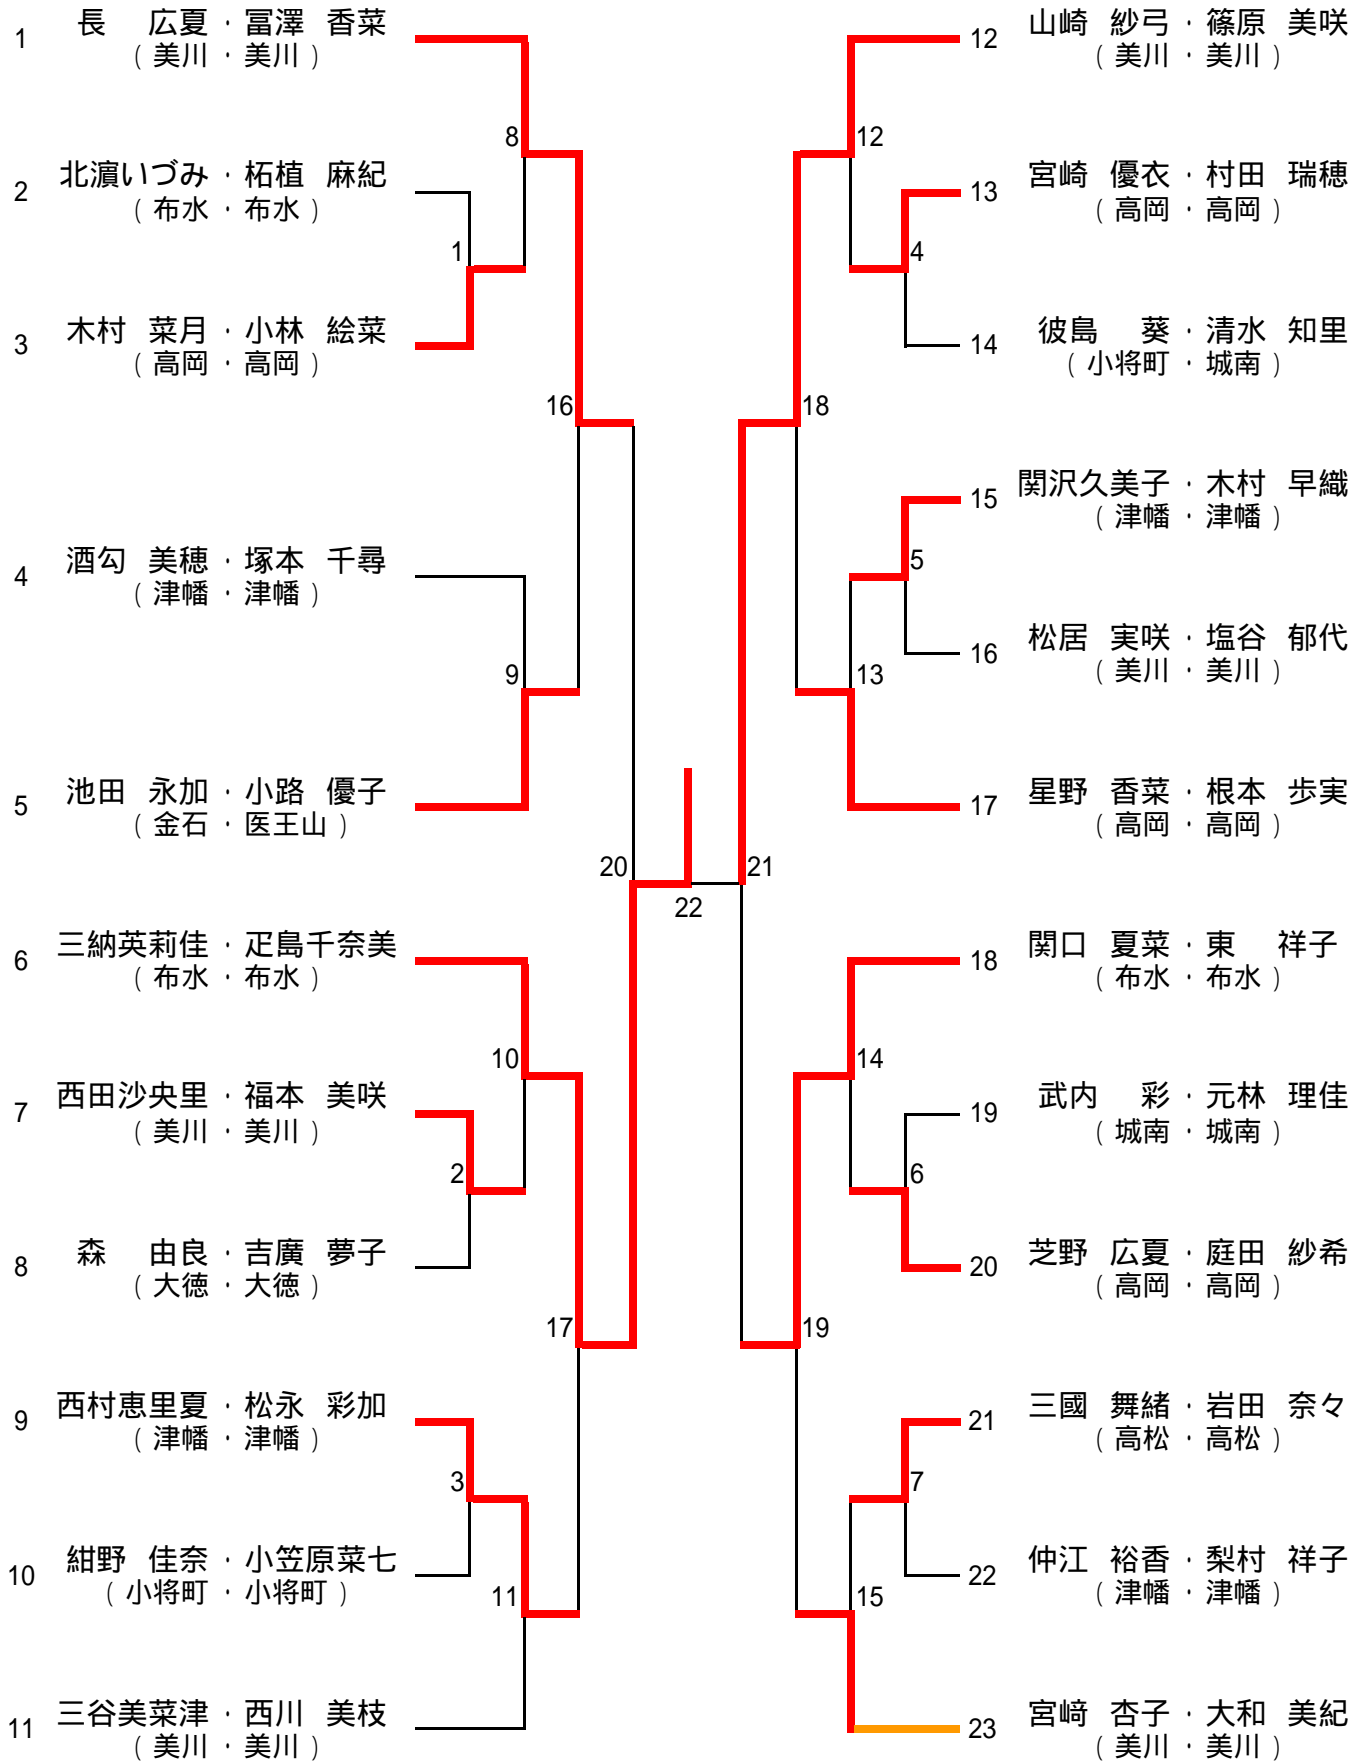 1 長 広夏 · 冨澤 香菜
( 美川 · 美川 )
8
2 北濵いづみ · 柘植 麻紀
( 布水 · 布水 )
1
3 木村 菜月 · 小林 絵菜
( 高岡 · 高岡 )
16
4 酒匂 美穂 · 塚本 千尋
( 津幡 · 津幡 )
9
5 池田 永加 · 小路 優子
( 金石 · 医王山 )
20
6 三納英莉佳 · 疋島千奈美
( 布水 · 布水 )
10
7 西田沙央里 · 福本 美咲
( 美川 · 美川 )
2
8 森 由良 · 吉廣 夢子
( 大徳 · 大徳 )
17
9 西村恵里夏 · 松永 彩加
( 津幡 · 津幡 )
3
10 紺野 佳奈 · 小笠原菜七
( 小将町 · 小将町 )
11
11 三谷美菜津 · 西川 美枝
( 美川 · 美川 )
22
12 山崎 紗弓 · 篠原 美咲
( 美川 · 美川 )
12
13 宮崎 優衣 · 村田 瑞穂
( 高岡 · 高岡 )
4
14 彼島 葵 · 清水 知里
( 小将町 · 城南 )
18
15 関沢久美子 · 木村 早織
( 津幡 · 津幡 )
5
16 松居 実咲 · 塩谷 郁代
( 美川 · 美川 )
13
17 星野 香菜 · 根本 歩実
( 高岡 · 高岡 )
21
18 関口 夏菜 · 東 祥子
( 布水 · 布水 )
14
19 武内 彩 · 元林 理佳
( 城南 · 城南 )
6
20 芝野 広夏 · 庭田 紗希
( 高岡 · 高岡 )
19
21 三國 舞緒 · 岩田 奈々
( 高松 · 高松 )
7
22 仲江 裕香 · 梨村 祥子
( 津幡 · 津幡 )
15
23 宮﨑 杏子 · 大和 美紀
( 美川 · 美川 )